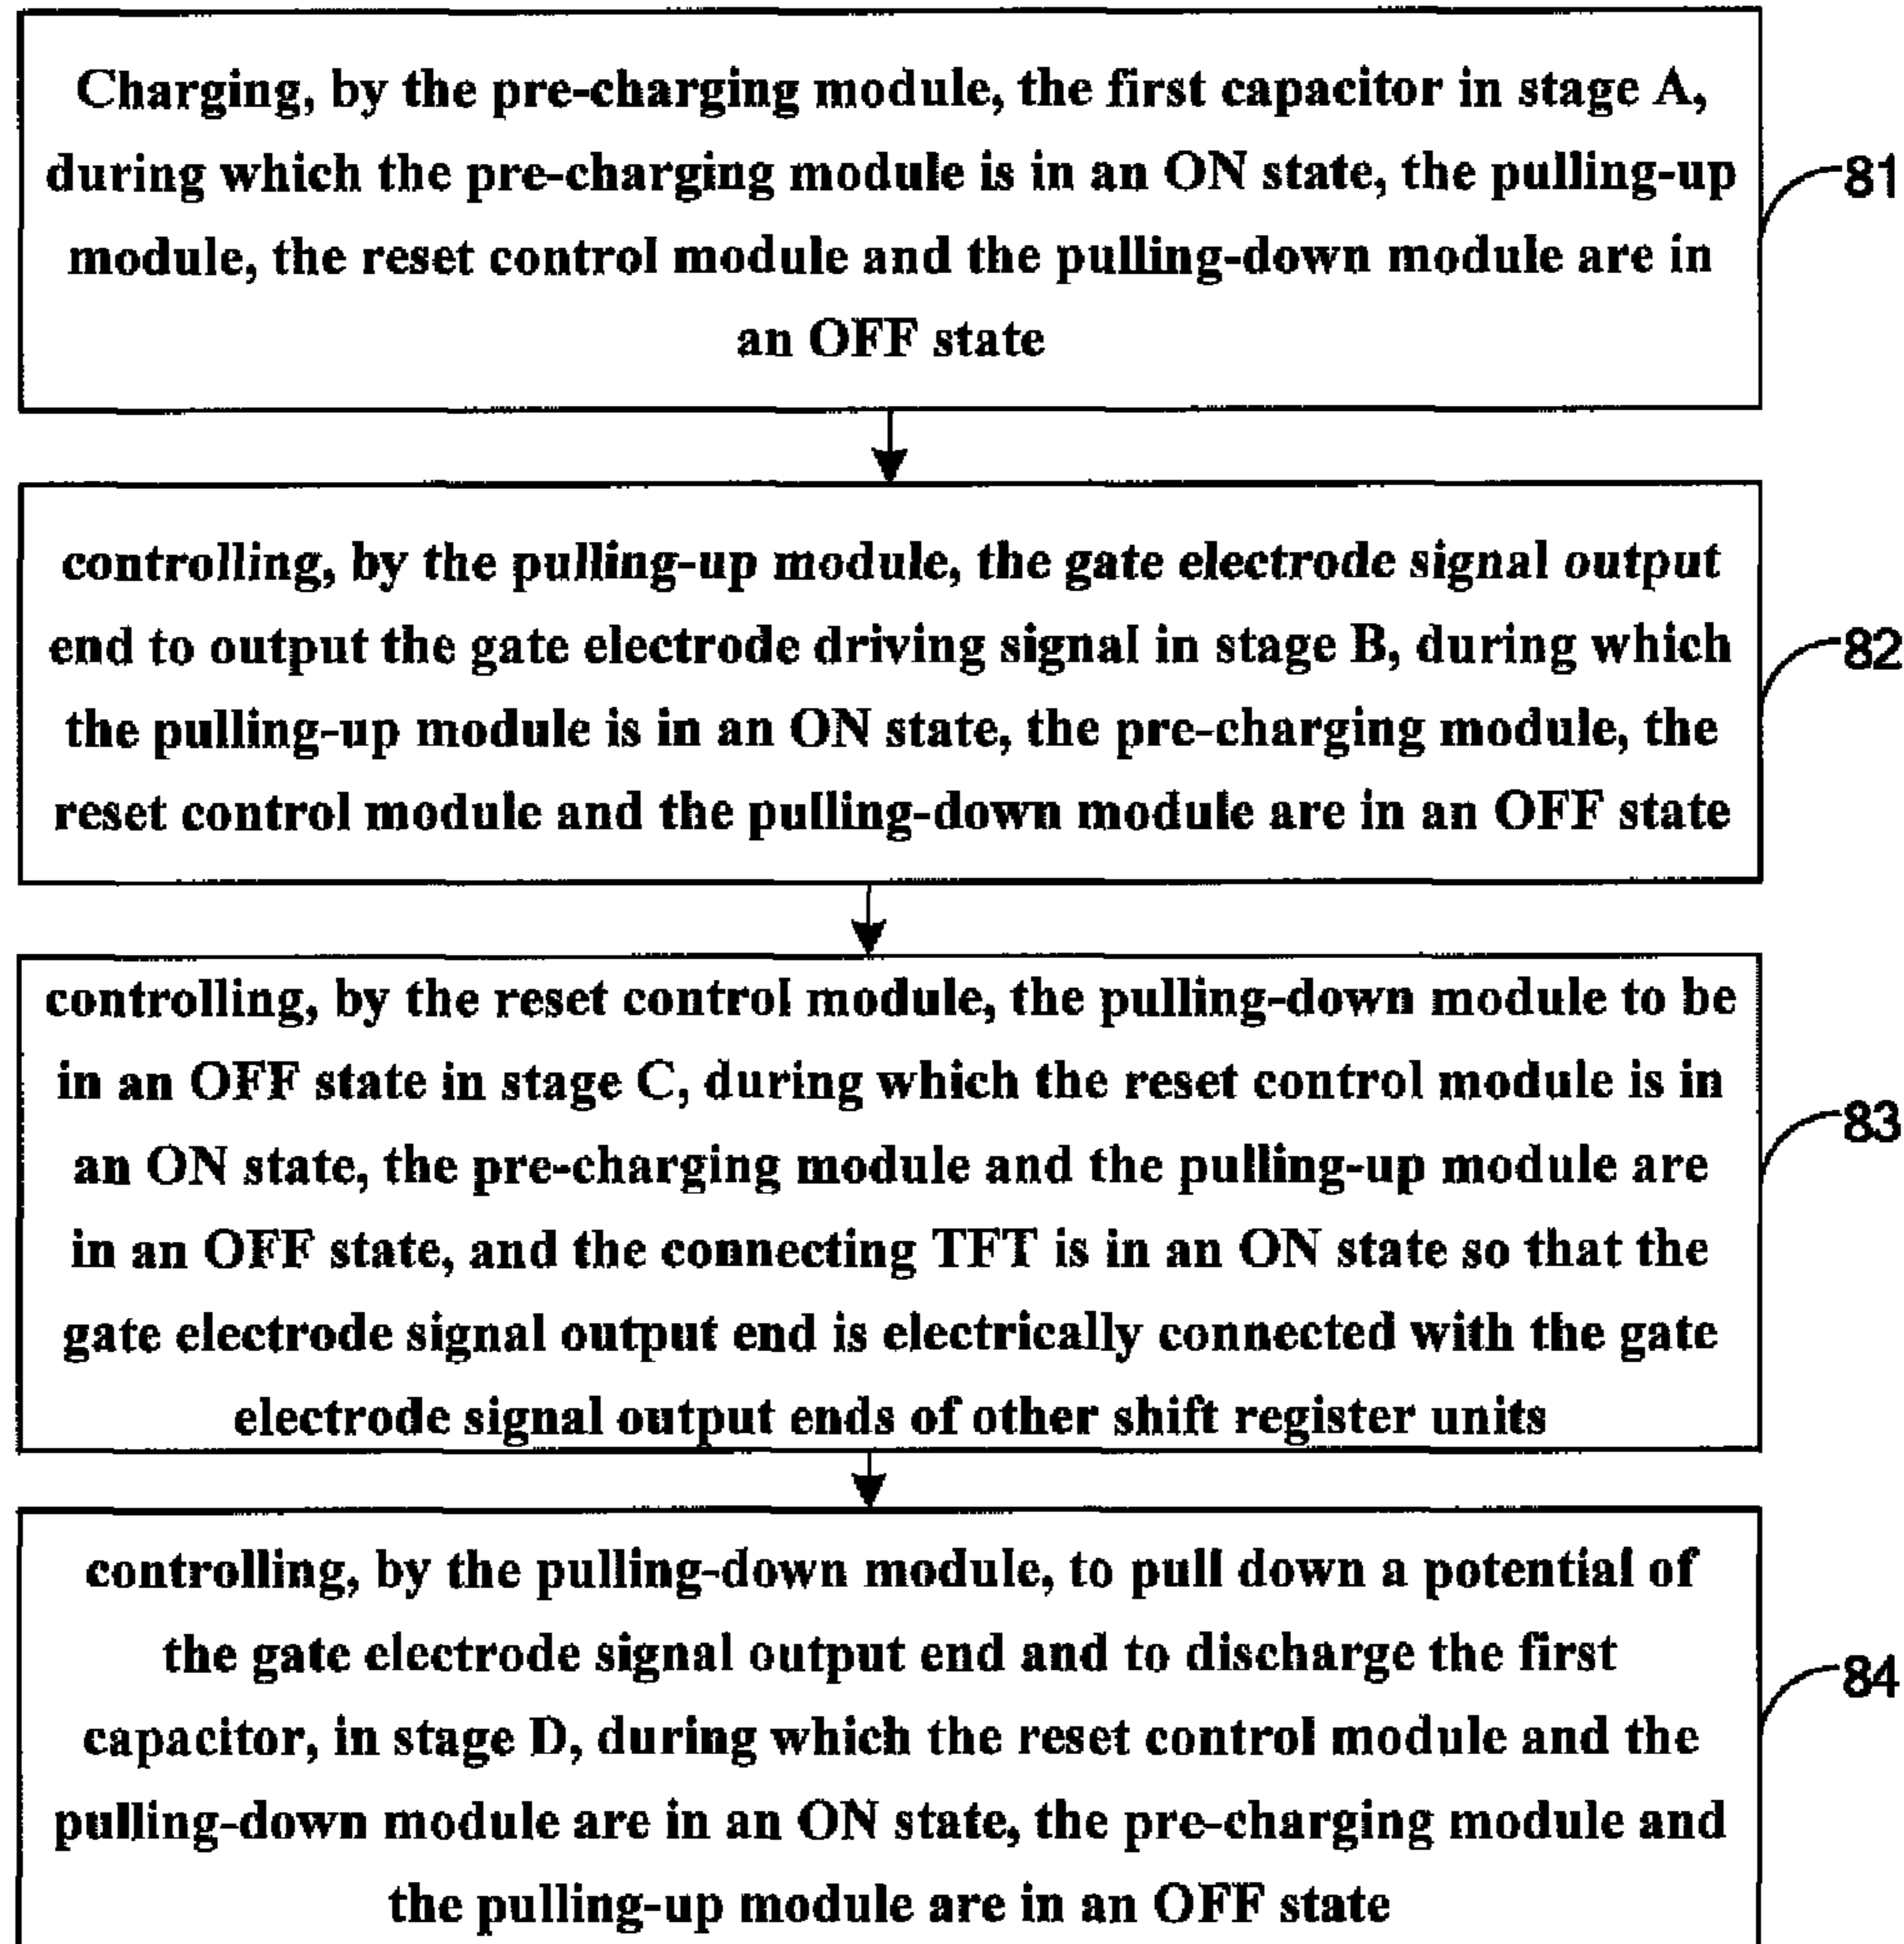 Charging, by the pre-charging module, the first capacitor in stage A,
during which the pre-charging module is in an ON state, the pulling-up
module, the reset control module and the pulling-down module are in
an OFF state
81
controlling, by the pulling-up module, the gate electrode signal output
end to output the gate electrode driving signal in stage B, during which
the pulling-up module is in an ON state, the pre-charging module, the
reset control module and the pulling-down module are in an OFF state
82
controlling, by the reset control module, the pulling-down module to be
in an OFF state in stage C, during which the reset control module is in
an ON state, the pre-charging module and the pulling-up module are
in an OFF state, and the connecting TFT is in an ON state so that the
gate electrode signal output end is electrically connected with the gate
electrode signal output ends of other shift register units
83
controlling, by the pulling-down module, to pull down a potential of
the gate electrode signal output end and to discharge the first
capacitor, in stage D, during which the reset control module and the
pulling-down module are in an ON state, the pre-charging module and
the pulling-up module are in an OFF state
84